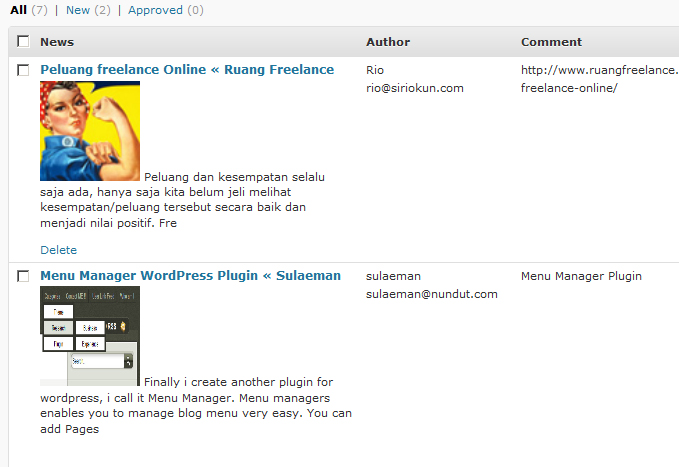 All (7) | New (2) | Approved (0)
News Author Comment
Peluang freelance Online « Ruang Freelance
Rio
rio@siriokun.com
http://www.ruangfreelance.
freelance-online/
Peluang dan kesempatan selalu
saja ada, hanya saja kita belum jeli melihat
kesempatan/peluang tersebut secara baik dan
menjadi nilai positif. Fre
Delete
Menu Manager WordPress Plugin « Sulaeman
sulaeman
sulaeman@nundut.com
Menu Manager Plugin
Finally i create another plugin for
wordpress, i call it Menu Manager. Menu managers
enables you to manage blog menu very easy. You can
add Pages